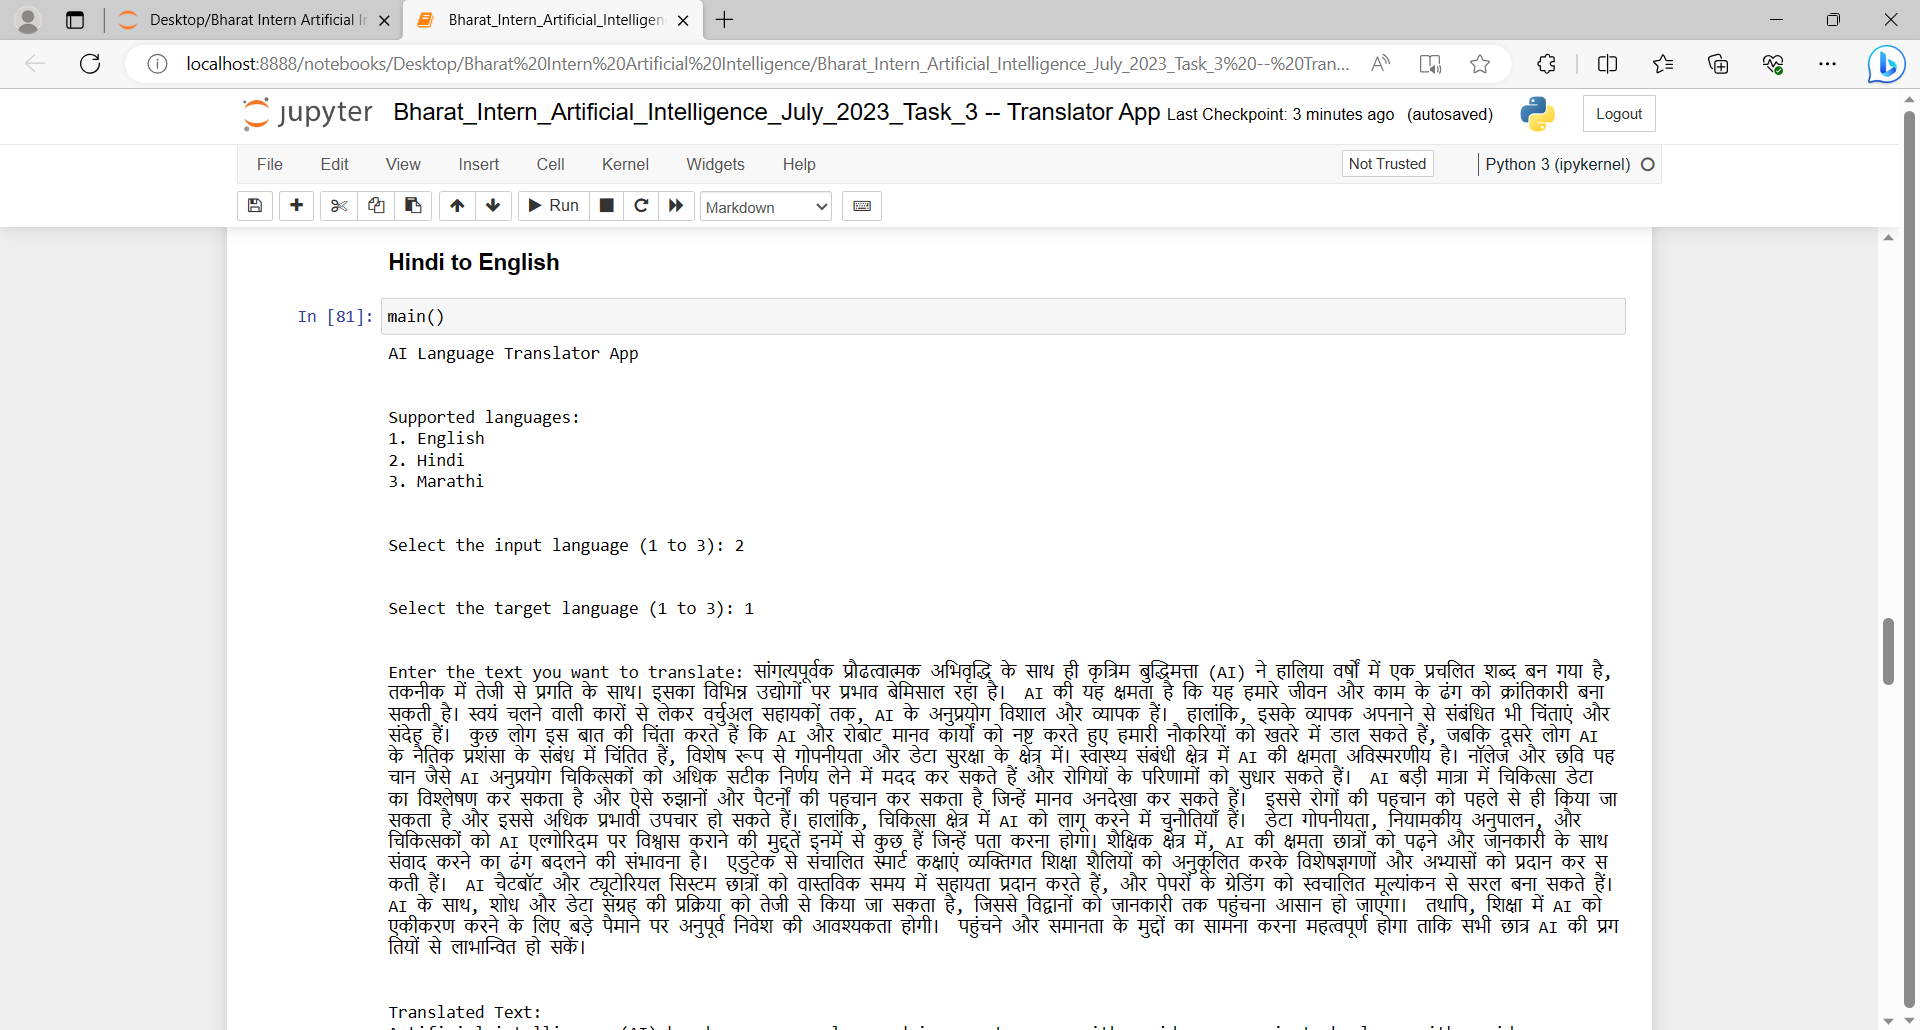 Desktop/Bharat Intern Artificial I
Bharat_Intern_Artificial_Intelligen
localhost:8888/notebooks/Desktop/Bharat%20Intern%20Artificial%20Intelligence/Bharat_Intern_Artificial_Intelligence_July_2023_Task_3%20--%20Tran...
jupyter Bharat_Intern_Artificial_Intelligence_July_2023_Task_3 -- Translator App Last Checkpoint: 3 minutes ago (autosaved)
Logout
File Edit View Insert Cell Kernel Widgets Help
Not Trusted
Python 3 (ipykernel)
Run
Markdown
Hindi to English
In [81]: main()
AI Language Translator App
Supported languages:
1. English
2. Hindi
3. Marathi
Select the input language (1 to 3): 2
Select the target language (1 to 3): 1
Enter the text you want to translate: सांगत्यपूर्वक प्रौढत्वात्मक अभिवृद्धि के साथ ही कृत्रिम बुद्धिमत्ता (AI) ने हालिया वर्षों में एक प्रचलित शब्द बन गया है,
तकनीक में तेजी से प्रगति के साथ। इसका विभिन्न उद्योगों पर प्रभाव बेमिसाल रहा है। AI की यह क्षमता है कि यह हमारे जीवन और काम के ढंग को क्रांतिकारी बना
सकती है। स्वयं चलने वाली कारों से लेकर वर्चुअल सहायकों तक, AI के अनुप्रयोग विशाल और व्यापक हैं। हालांकि, इसके व्यापक अपनाने से संबंधित भी चिंताएं और
संदेह हैं। कुछ लोग इस बात की चिंता करते हैं कि AI और रोबोट मानव कार्यों को नष्ट करते हुए हमारी नौकरियों को खतरे में डाल सकते हैं, जबकि दूसरे लोग AI
के नैतिक प्रशंसा के संबंध में चिंतित हैं, विशेष रूप से गोपनीयता और डेटा सुरक्षा के क्षेत्र में। स्वास्थ्य संबंधी क्षेत्र में AI की क्षमता अविस्मरणीय है। नॉलेज और छवि पह
चान जैसे AI अनुप्रयोग चिकित्सकों को अधिक सटीक निर्णय लेने में मदद कर सकते हैं और रोगियों के परिणामों को सुधार सकते हैं। AI बड़ी मात्रा में चिकित्सा डेटा
का विश्लेषण कर सकता है और ऐसे रुझानों और पैटर्नों की पहचान कर सकता है जिन्हें मानव अनदेखा कर सकते हैं। इससे रोगों की पहचान को पहले से ही किया जा
सकता है और इससे अधिक प्रभावी उपचार हो सकते हैं। हालांकि, चिकित्सा क्षेत्र में AI को लागू करने में चुनौतियाँ हैं। डेटा गोपनीयता, नियामकीय अनुपालन, और
चिकित्सकों को AI एल्गोरिदम पर विश्वास कराने की मुद्दतें इनमें से कुछ हैं जिन्हें पता करना होगा। शैक्षिक क्षेत्र में, AI की क्षमता छात्रों को पढ़ने और जानकारी के साथ
संवाद करने का ढंग बदलने की संभावना है। एडुटेक से संचालित स्मार्ट कक्षाएं व्यक्तिगत शिक्षा शैलियों को अनुकूलित करके विशेषज्ञगणों और अभ्यासों को प्रदान कर स
कती हैं। AI चैटबॉट और ट्यूटोरियल सिस्टम छात्रों को वास्तविक समय में सहायता प्रदान करते हैं, और पेपरों के ग्रेडिंग को स्वचालित मूल्यांकन से सरल बना सकते हैं।
AI के साथ, शोध और डेटा संग्रह की प्रक्रिया को तेजी से किया जा सकता है, जिससे विद्वानों को जानकारी तक पहुंचना आसान हो जाएगा। तथापि, शिक्षा में AI को
एकीकरण करने के लिए बड़े पैमाने पर अनुपूर्व निवेश की आवश्यकता होगी। पहुंचने और समानता के मुद्दों का सामना करना महत्वपूर्ण होगा ताकि सभी छात्र AI की प्रग
तियों से लाभान्वित हो सकें।
Translated Text: